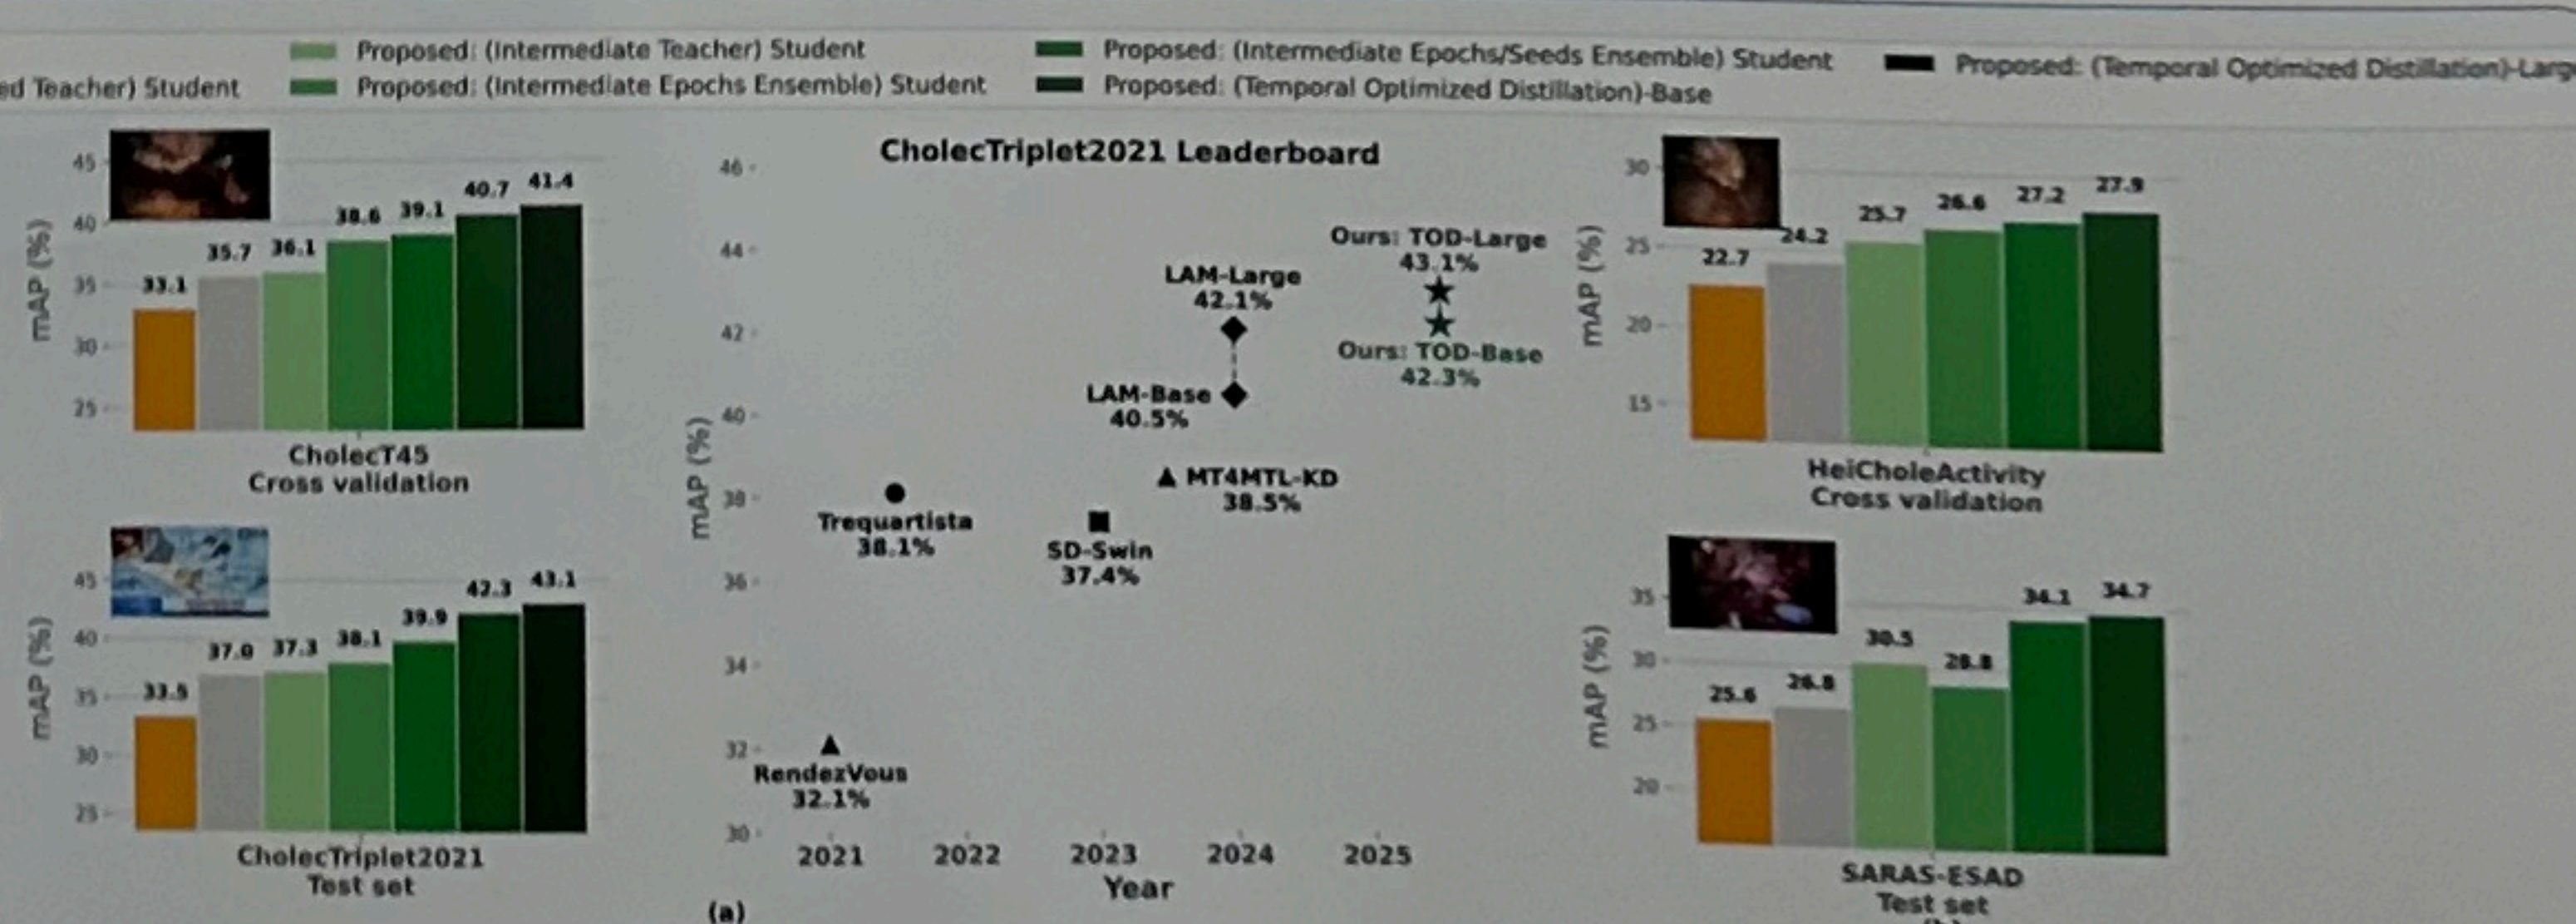 Proposed: (Intermediate Teacher) Student
Proposed: (Intermediate Epochs/Seeds Ensemble) Student
Proposed: (Temporal Optimized Distillation)-Large
ed Teacher) Student
Proposed: (Intermediate Epochs Ensemble) Student
Proposed: (Temporal Optimized Distillation)-Base
mAP (%)
45
40
35
30
25
33.1
35.7
36.1
38.6
39.1
40.7
41.4
CholecT45
Cross validation
mAP (%)
45
40
35
30
25
33.5
37.0
37.3
38.1
39.9
42.3
43.1
CholecTriplet2021
Test set
CholecTriplet2021 Leaderboard
mAP (%)
46
44
42
40
38
36
34
32
30
Ours: TOD-Large
43.1%
LAM-Large
42.1%
Ours: TOD-Base
42.3%
LAM-Base
40.5%
MT4MTL-KD
38.5%
Trequartista
38.1%
SD-Swin
37.4%
RendezVous
32.1%
2021
2022
2023
2024
2025
Year
(a)
mAP (%)
30
25
20
15
22.7
24.2
25.7
26.6
27.2
27.9
HeiCholeActivity
Cross validation
mAP (%)
35
30
25
20
25.6
26.8
30.5
28.8
34.1
34.7
SARAS-ESAD
Test set